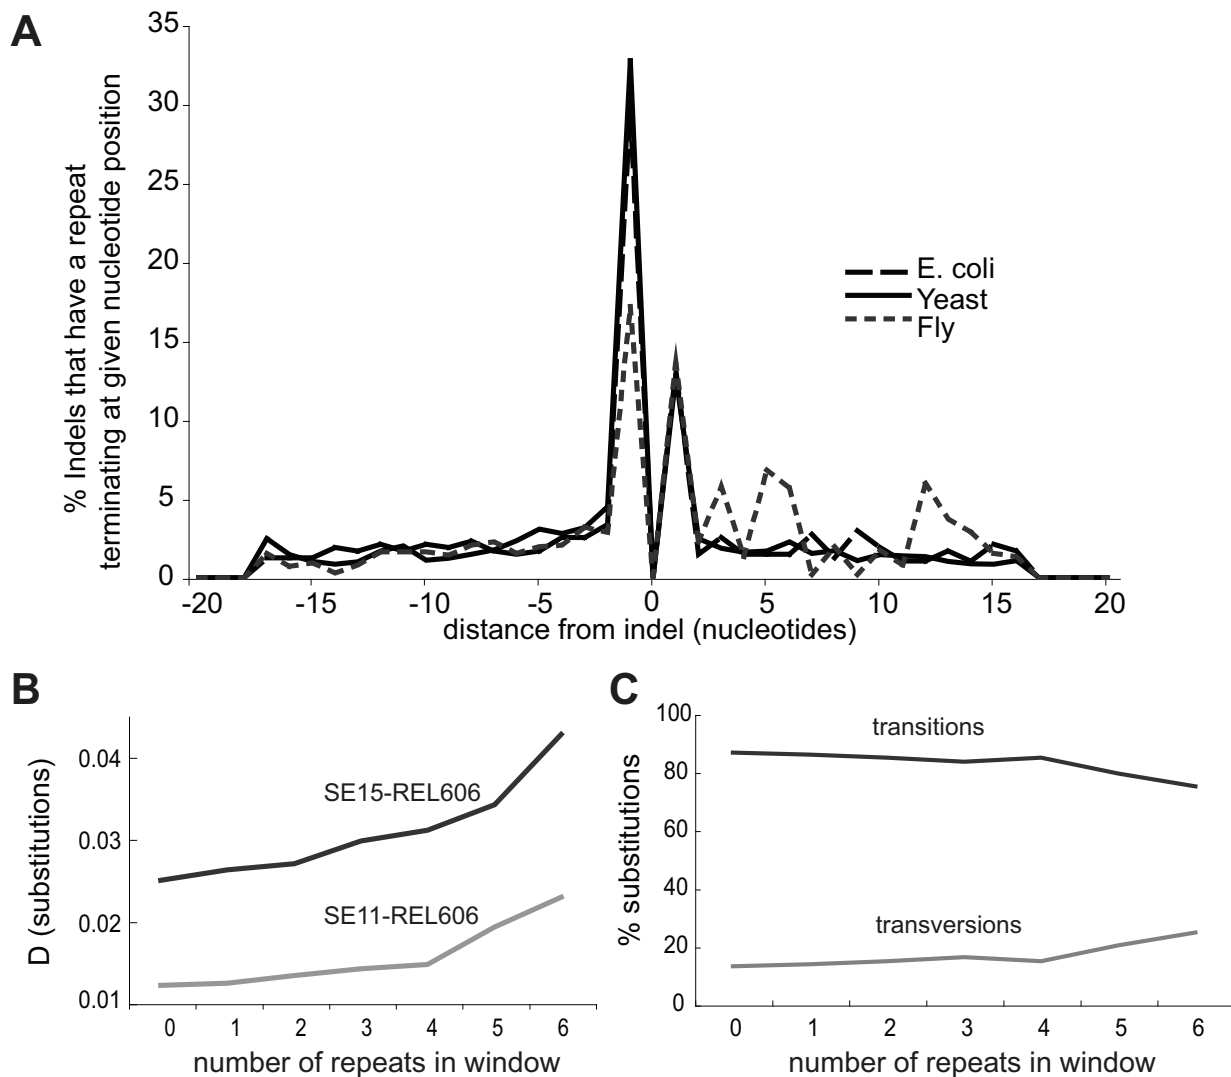 A
% Indels that have a repeat
terminating at given nucleotide position
35
30
25
20
15
10
5
0
E. coli
Yeast
Fly
-20
-15
-10
-5
0
5
10
15
20
distance from indel (nucleotides)
B
D (substitutions)
0.04
0.03
0.02
0.01
SE15-REL606
SE11-REL606
0
1
2
3
4
5
6
number of repeats in window
C
% substitutions
100
80
60
40
20
0
transitions
transversions
0
1
2
3
4
5
6
number of repeats in window